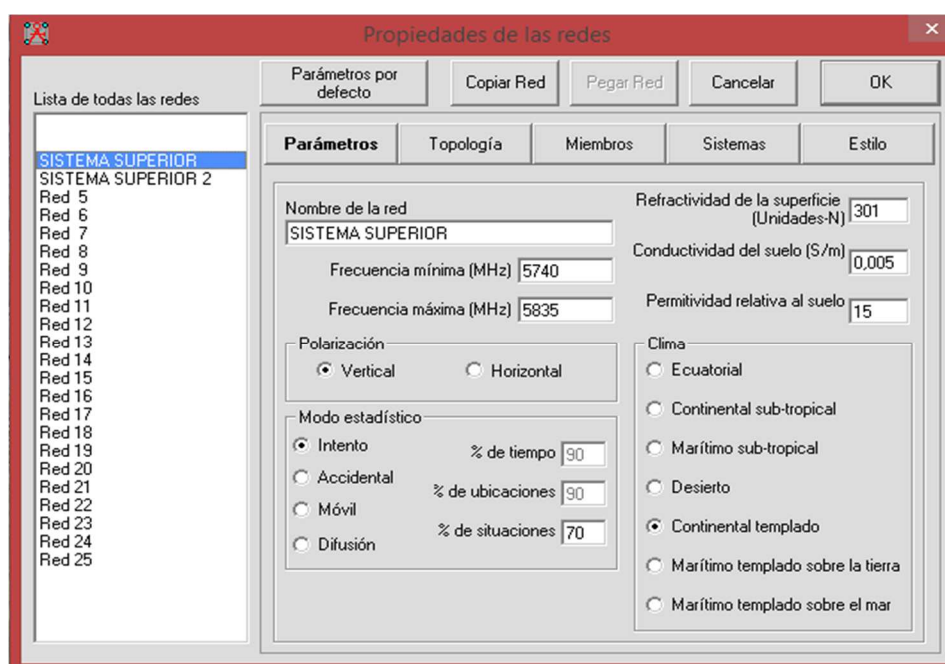 Propiedades de las redes
Lista de todas las redes
SISTEMA SUPERIOR
SISTEMA SUPERIOR 2
Red 5
Red 6
Red 7
Red 8
Red 9
Red 10
Red 11
Red 12
Red 13
Red 14
Red 15
Red 16
Red 17
Red 18
Red 19
Red 20
Red 21
Red 22
Red 23
Red 24
Red 25
Parámetros por
defecto
Copiar Red
Pegar Red
Cancelar
OK
Parámetros
Topología
Miembros
Sistemas
Estilo
Nombre de la red
SISTEMA SUPERIOR
Frecuencia mínima (MHz) 5740
Frecuencia máxima (MHz) 5835
Polarización
Vertical
Horizontal
Modo estadístico
Intento
Accidental
Móvil
Difusión
% de tiempo 90
% de ubicaciones 90
% de situaciones 70
Refractividad de la superficie
(Unidades-N) 301
Conductividad del suelo (S/m) 0,005
Permitividad relativa al suelo 15
Clima
Ecuatorial
Continental sub-tropical
Marítimo sub-tropical
Desierto
Continental templado
Marítimo templado sobre la tierra
Marítimo templado sobre el mar